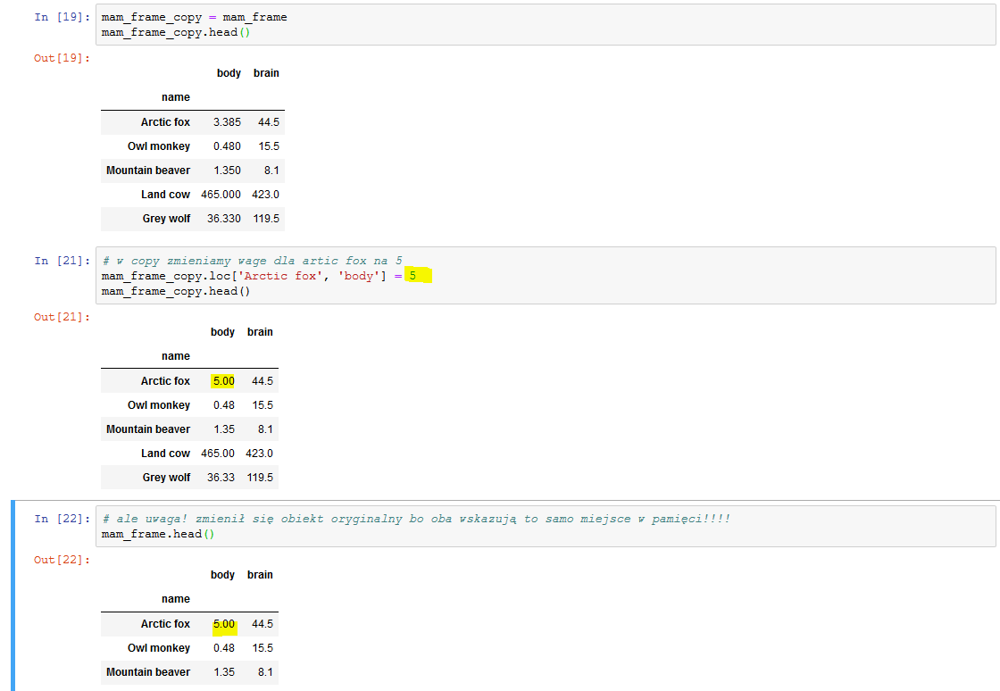 In [19]: mam_frame_copy = mam_frame
mam_frame_copy.head()
Out[19]:
body brain
name
Arctic fox 3.385 44.5
Owl monkey 0.480 15.5
Mountain beaver 1.350 8.1
Land cow 465.000 423.0
Grey wolf 36.330 119.5
In [21]: # w copy zmieniamy wage dla artic fox na 5
mam_frame_copy.loc['Arctic fox', 'body'] = 5
mam_frame_copy.head()
Out[21]:
body brain
name
Arctic fox 5.00 44.5
Owl monkey 0.48 15.5
Mountain beaver 1.35 8.1
Land cow 465.00 423.0
Grey wolf 36.33 119.5
In [22]: # ale uwaga! zmienił się obiekt oryginalny bo oba wskazują to samo miejsce w pamięci!!!!
mam_frame.head()
Out[22]:
body brain
name
Arctic fox 5.00 44.5
Owl monkey 0.48 15.5
Mountain beaver 1.35 8.1